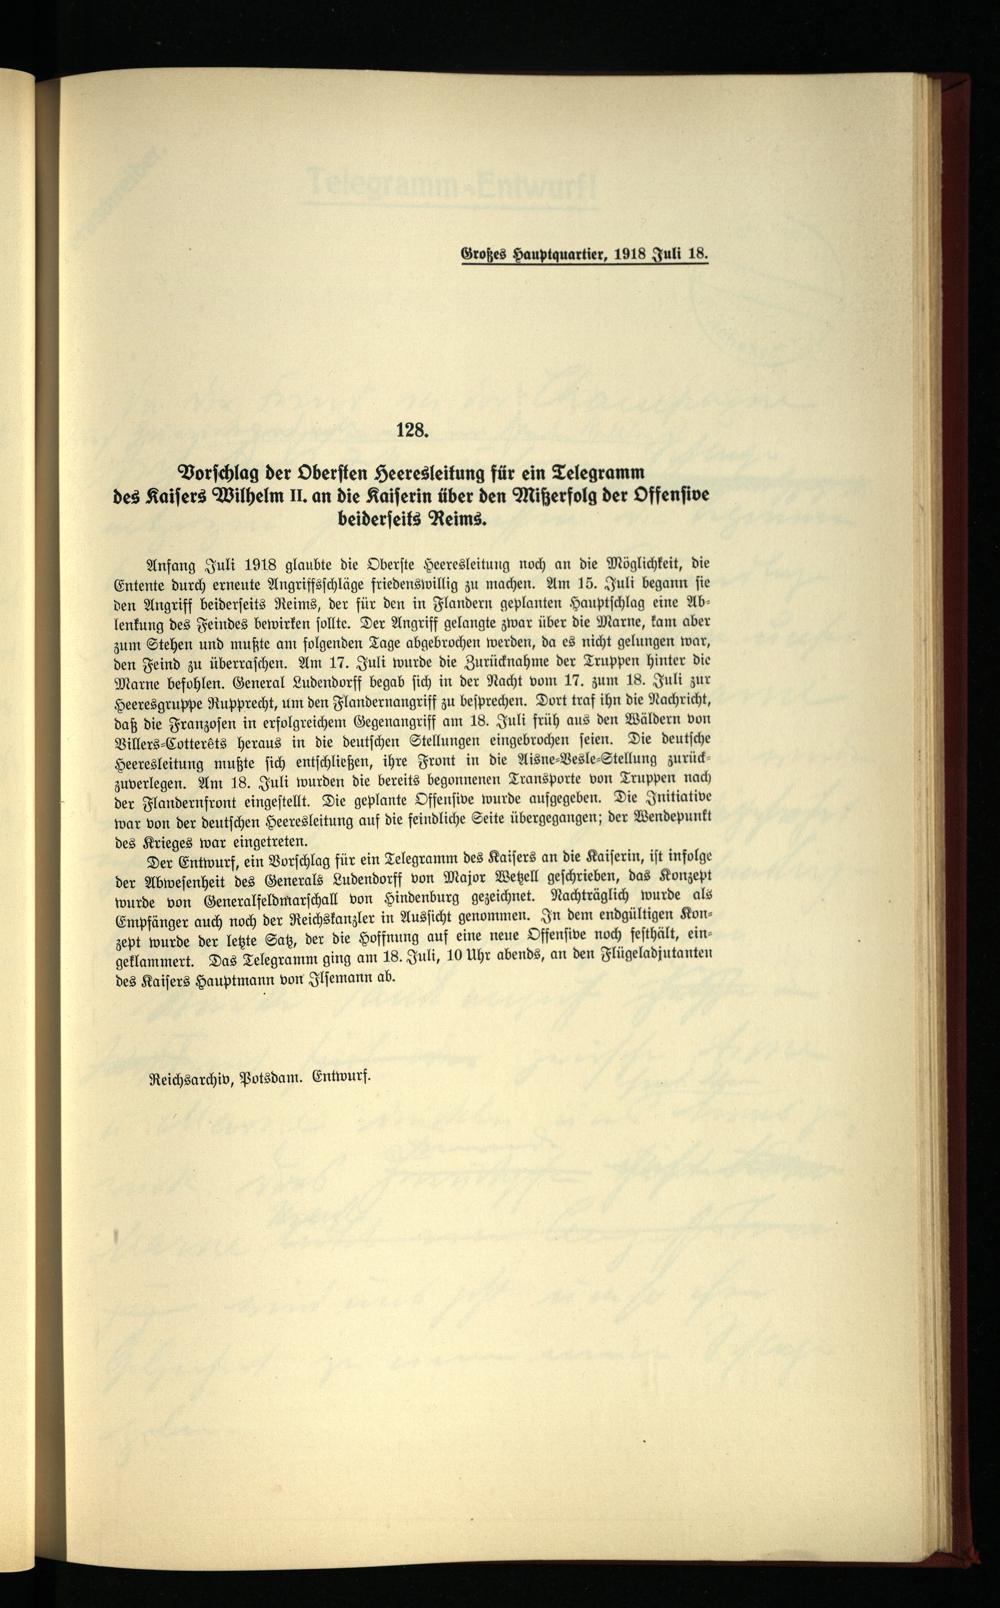 Großes Hauptquartier, 1918 Juli 18.
128.
Vorschlag der Obersten Heeresleitung für ein Telegramm
des Kaisers Wilhelm II. an die Kaiserin über den Mißerfolg der Offensive
beiderseits Reims.
Anfang Juli 1918 glaubte die Oberste Heeresleitung noch an die Möglichkeit, die
Entente durch erneute Angriffsschläge friedenswillig zu machen. Am 15. Juli begann sie
den Angriff beiderseits Reims, der für den in Flandern geplanten Hauptschlag eine Ab-
lenkung des Feindes bewirken sollte. Der Angriff gelangte zwar über die Marne, kam aber
zum Stehen und mußte am folgenden Tage abgebrochen werden, da es nicht gelungen war,
den Feind zu überraschen. Am 17. Juli wurde die Zurücknahme der Truppen hinter die
Marne befohlen. General Ludendorff begab sich in der Nacht vom 17. zum 18. Juli zur
Heeresgruppe Rupprecht, um den Flandernangriff zu besprechen. Dort traf ihn die Nachricht,
daß die Franzosen in erfolgreichem Gegenangriff am 18. Juli früh aus den Wäldern von
Villers-Cotterêts heraus in die deutschen Stellungen eingebrochen seien. Die deutsche
Heeresleitung mußte sich entschließen, ihre Front in die Aisne-Vesle-Stellung zurück-
zuverlegen. Am 18. Juli wurden die bereits begonnenen Transporte von Truppen nach
der Flandernfront eingestellt. Die geplante Offensive wurde aufgegeben. Die Initiative
war von der deutschen Heeresleitung auf die feindliche Seite übergegangen; der Wendepunkt
des Krieges war eingetreten.
Der Entwurf, ein Vorschlag für ein Telegramm des Kaisers an die Kaiserin, ist infolge
der Abwesenheit des Generals Ludendorff von Major Wetzell geschrieben, das Konzept
wurde von Generalfeldmarschall von Hindenburg gezeichnet. Nachträglich wurde als
Empfänger auch noch der Reichskanzler in Aussicht genommen. In dem endgültigen Kon-
zept wurde der letzte Satz, der die Hoffnung auf eine neue Offensive noch festhält, ein-
geklammert. Das Telegramm ging am 18. Juli, 10 Uhr abends, an den Flügeladjutanten
des Kaisers Hauptmann von Ilsemann ab.
Reichsarchiv, Potsdam. Entwurf.